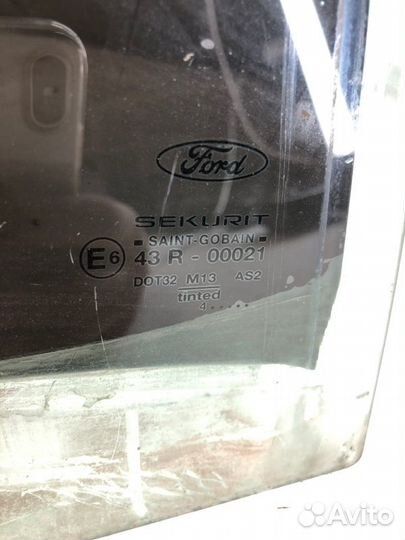 Ford
SEKURIT
SAINT-GOBAIN
E6 43 R - 00021
DOT32 M13 AS2
tinted
4 .....
Avito